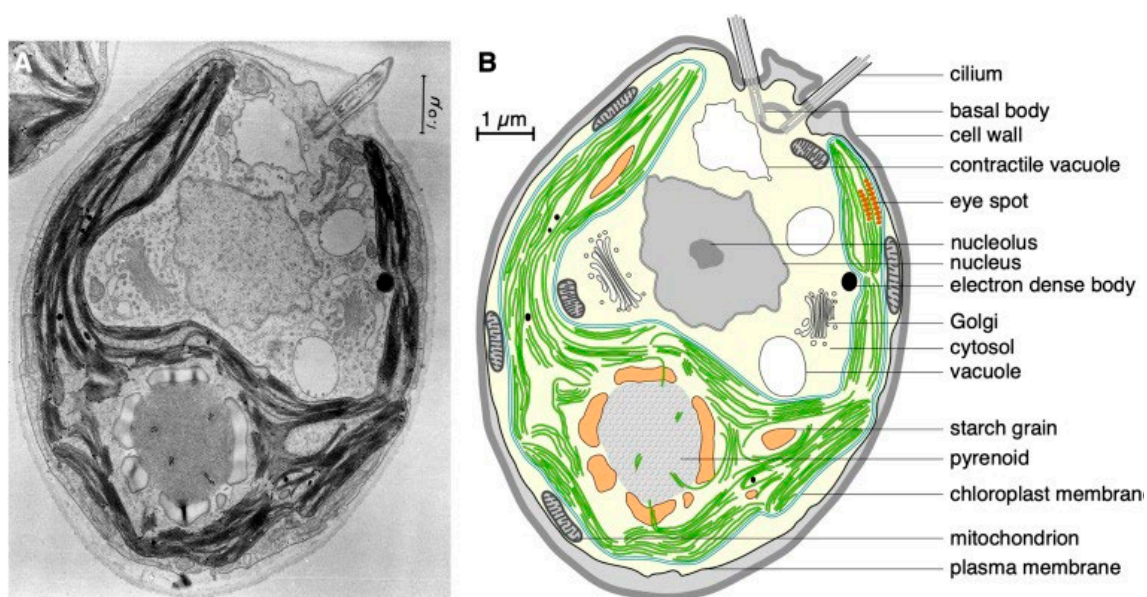 A
1.0 μ
B
1 µm
cilium
basal body
cell wall
contractile vacuole
eye spot
nucleolus
nucleus
electron dense body
Golgi
cytosol
vacuole
starch grain
pyrenoid
chloroplast membrane
mitochondrion
plasma membrane